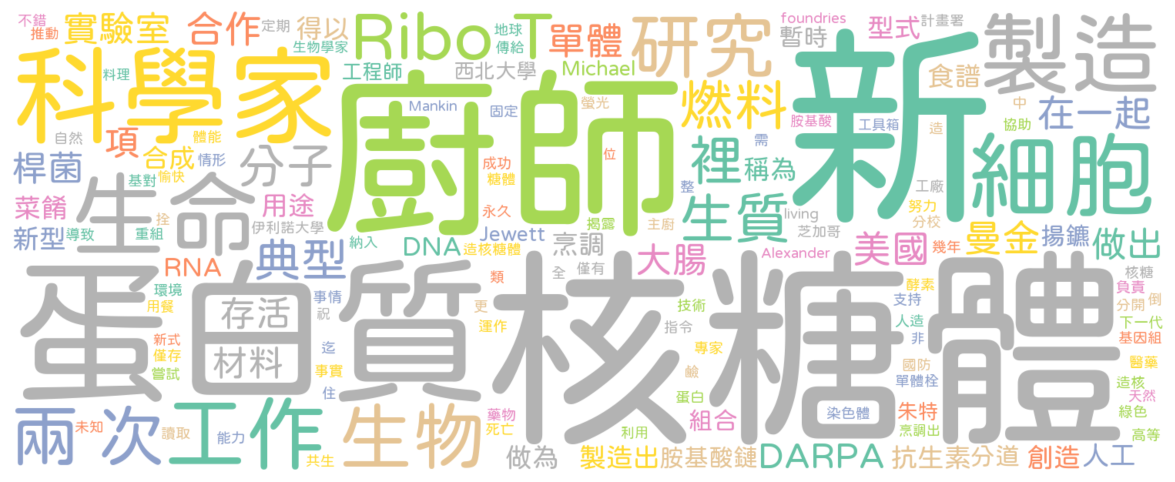 不錯
推動
實驗室
合作
定期
得以
生物學家
Ribo
T
地球
傳給
單體
研究
foundries
暫時
型式
計畫署
製造
科學家
料理
工程師
西北大學
Michael
食譜
廚師
新
Mankin
固定
螢光
燃料
胺基酸
工具箱
中
造
協助
在一起
自然
體能
桿菌
項
合成
情形
分子
基對
愉快
成功
糖體
位
裡
稱為
需
細胞
菜餚
生命
用途
永久
揭露
主廚
整
生質
living
工廠
努力
分校
新型
導致
拴
重組
伊利諾大學
納入
DNA
造核糖體
Jewett
烹調
芝加哥
美國
曼金
幾年
揚鑣
做出
RNA
典型
全
僅有
大腸
Alexander
蛋白質
核糖體
環境
用餐
事情
祝
類
更
運作
技術
指令
酵素
支持
核糖
負責
分開
倒
存活
材料
新式
僅存
嘗試
迄
事實
住
專家
鹼
人造
非
下一代
基因組
國防
單體栓
醫藥
造核
天然
蛋白
綠色
兩次
工作
生物
未知
讀取
能力
共生
藥物
死亡
利用
組合
染色體
朱特
烹調出
高等
做為
製造出
胺基酸鏈
DARPA
抗生素
分道
創造
人工